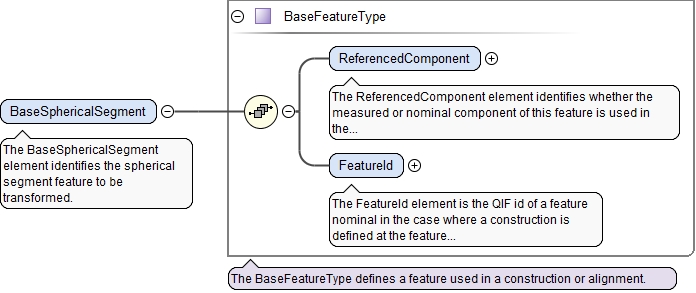 BaseFeatureType
ReferencedComponent
The ReferencedComponent element identifies whether the
measured or nominal component of this feature is used in
the...
BaseSphericalSegment
The BaseSphericalSegment
element identifies the spherical
segment feature to be
transformed.
FeatureId
The FeatureId element is the QIF id of a feature
nominal in the case where a construction is
defined at the feature...
The BaseFeatureType defines a feature used in a construction or alignment.